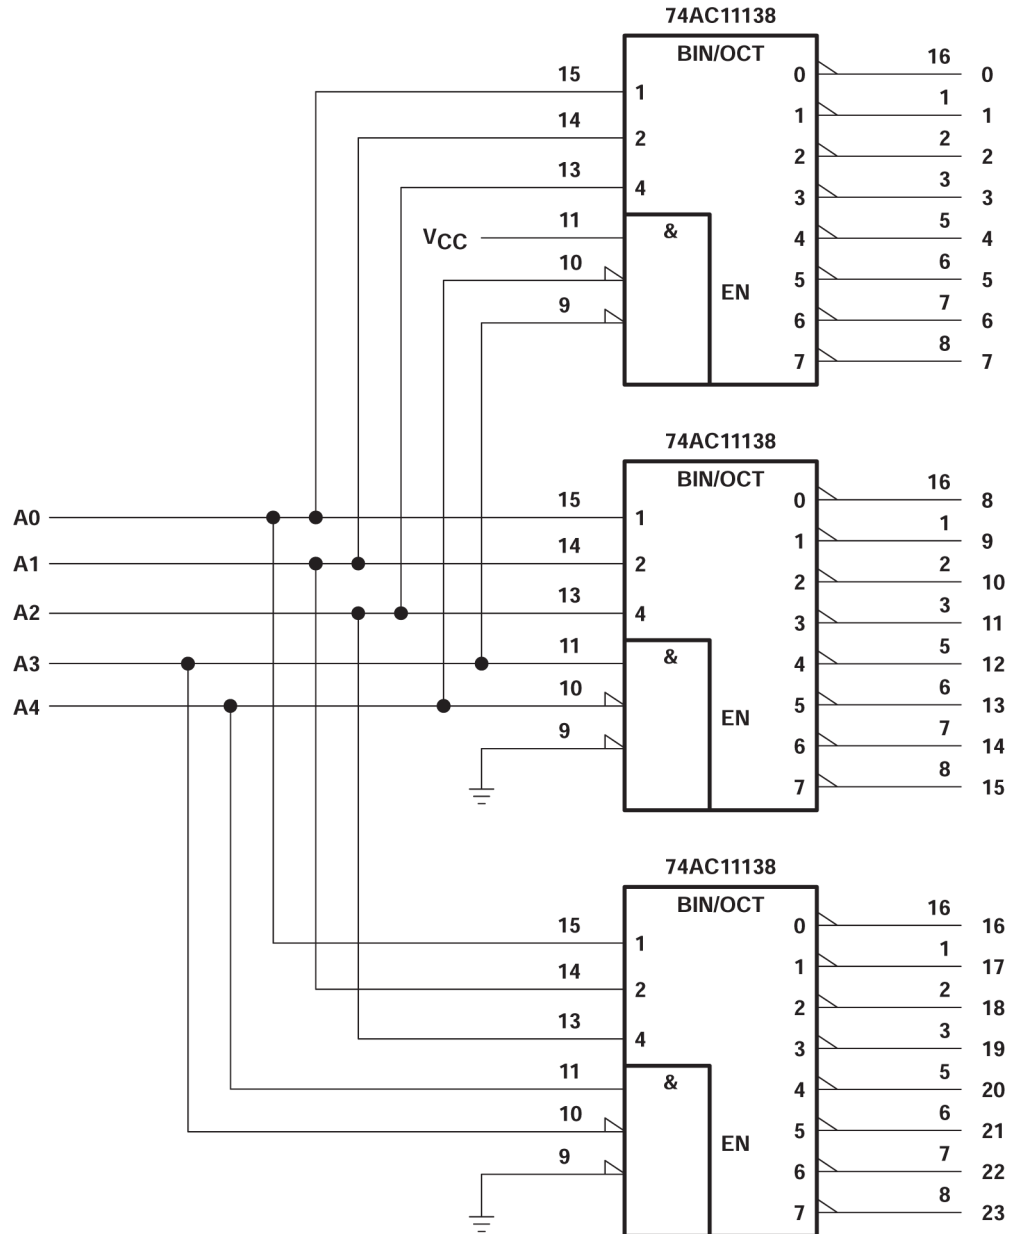 74AC11138
BIN/OCT
15 1 0 16 0
14 2 1 1 1
13 4 2 2 2
VCC 11 & 3 3 3
10 4 5 4
9 EN 5 6 5
6 7 6
7 8 7
74AC11138
BIN/OCT
A0 15 1 0 16 8
A1 14 2 1 1 9
A2 13 4 2 2 10
A3 11 & 3 3 11
A4 10 4 5 12
9 EN 5 6 13
6 7 14
7 8 15
74AC11138
BIN/OCT
15 1 0 16 16
14 2 1 1 17
13 4 2 2 18
11 & 3 3 19
10 4 5 20
9 EN 5 6 21
6 7 22
7 8 23